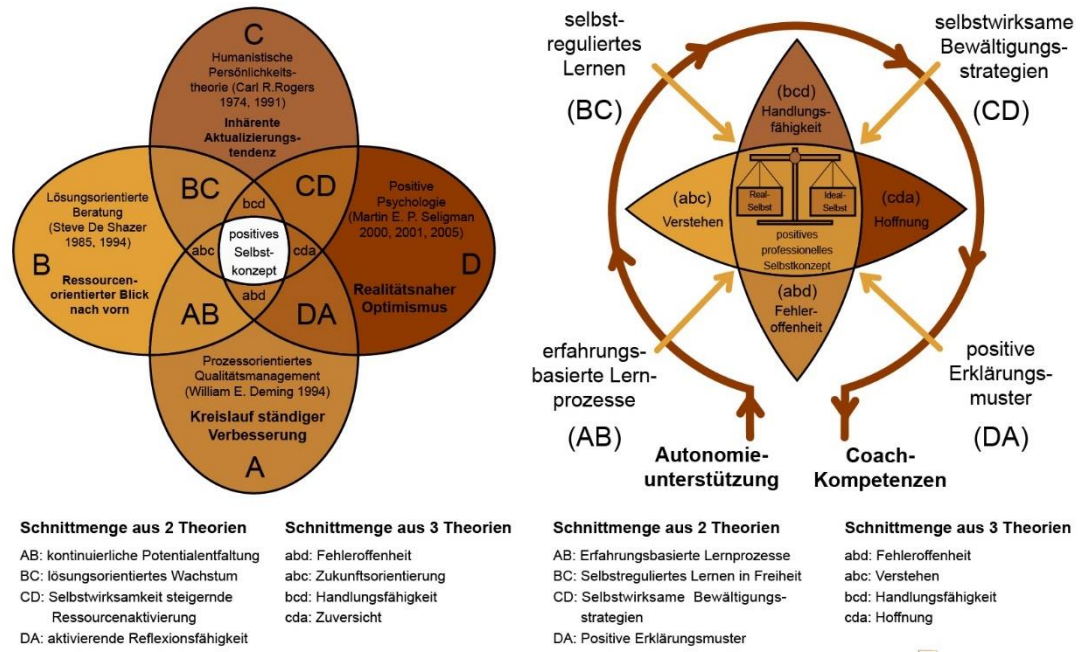 C
Humanistische
Persönlichkeits-
theorie (Carl R.Rogers
1974, 1991)
Inhärente
Aktualizierungs-
tendenz
BC
CD
bcd
Lösungsorientierte
Beratung
(Steve De Shazer
1985, 1994)
B
Ressourcen-
orientierter Blick
nach vorn
abc
positives
Selbst-
konzept
cda
Positive
Psychologie
(Martin E. P. Seligman
2000, 2001, 2005)
D
Realitätsnaher
Optimismus
abd
AB
DA
Prozessorientiertes
Qualitätsmanagement
(William E. Deming 1994)
Kreislauf ständiger
Verbesserung
A
Schnittmenge aus 2 Theorien
AB: kontinuierliche Potentialentfaltung
BC: lösungsorientiertes Wachstum
CD: Selbstwirksamkeit steigernde
Ressourcenaktivierung
DA: aktivierende Reflexionsfähigkeit
Schnittmenge aus 3 Theorien
abd: Fehleroffenheit
abc: Zukunftsorientierung
bcd: Handlungsfähigkeit
cda: Zuversicht
selbst-
reguliertes
Lernen
(BC)
selbstwirksame
Bewältigungs-
strategien
(CD)
(bcd)
Handlungs-
fähigkeit
(abc)
Verstehen
Real-
Selbst
Ideal-
Selbst
positives
professionelles
Selbstkonzept
(cda)
Hoffnung
(abd)
Fehler-
offenheit
erfahrungs-
basierte Lern-
prozesse
(AB)
positive
Erklärungs-
muster
(DA)
Autonomie-
unterstützung
Coach-
Kompetenzen
Schnittmenge aus 2 Theorien
AB: Erfahrungsbasierte Lernprozesse
BC: Selbstreguliertes Lernen in Freiheit
CD: Selbstwirksame Bewältigungs-
strategien
DA: Positive Erklärungsmuster
Schnittmenge aus 3 Theorien
abd: Fehleroffenheit
abc: Verstehen
bcd: Handlungsfähigkeit
cda: Hoffnung